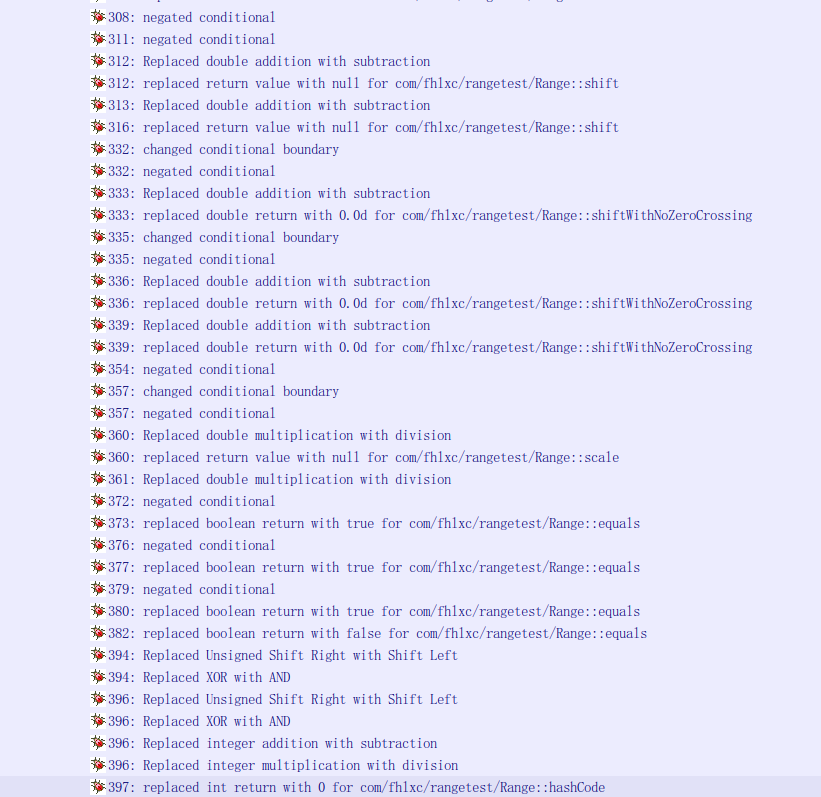 308: negated conditional
311: negated conditional
312: Replaced double addition with subtraction
312: replaced return value with null for com/fhlxc/rangetest/Range::shift
313: Replaced double addition with subtraction
316: replaced return value with null for com/fhlxc/rangetest/Range::shift
332: changed conditional boundary
332: negated conditional
333: Replaced double addition with subtraction
333: replaced double return with 0.0d for com/fhlxc/rangetest/Range::shiftWithNoZeroCrossing
335: changed conditional boundary
335: negated conditional
336: Replaced double addition with subtraction
336: replaced double return with 0.0d for com/fhlxc/rangetest/Range::shiftWithNoZeroCrossing
339: Replaced double addition with subtraction
339: replaced double return with 0.0d for com/fhlxc/rangetest/Range::shiftWithNoZeroCrossing
354: negated conditional
357: changed conditional boundary
357: negated conditional
360: Replaced double multiplication with division
360: replaced return value with null for com/fhlxc/rangetest/Range::scale
361: Replaced double multiplication with division
372: negated conditional
373: replaced boolean return with true for com/fhlxc/rangetest/Range::equals
376: negated conditional
377: replaced boolean return with true for com/fhlxc/rangetest/Range::equals
379: negated conditional
380: replaced boolean return with true for com/fhlxc/rangetest/Range::equals
382: replaced boolean return with false for com/fhlxc/rangetest/Range::equals
394: Replaced Unsigned Shift Right with Shift Left
394: Replaced XOR with AND
396: Replaced Unsigned Shift Right with Shift Left
396: Replaced XOR with AND
396: Replaced integer addition with subtraction
396: Replaced integer multiplication with division
397: replaced int return with 0 for com/fhlxc/rangetest/Range::hashCode